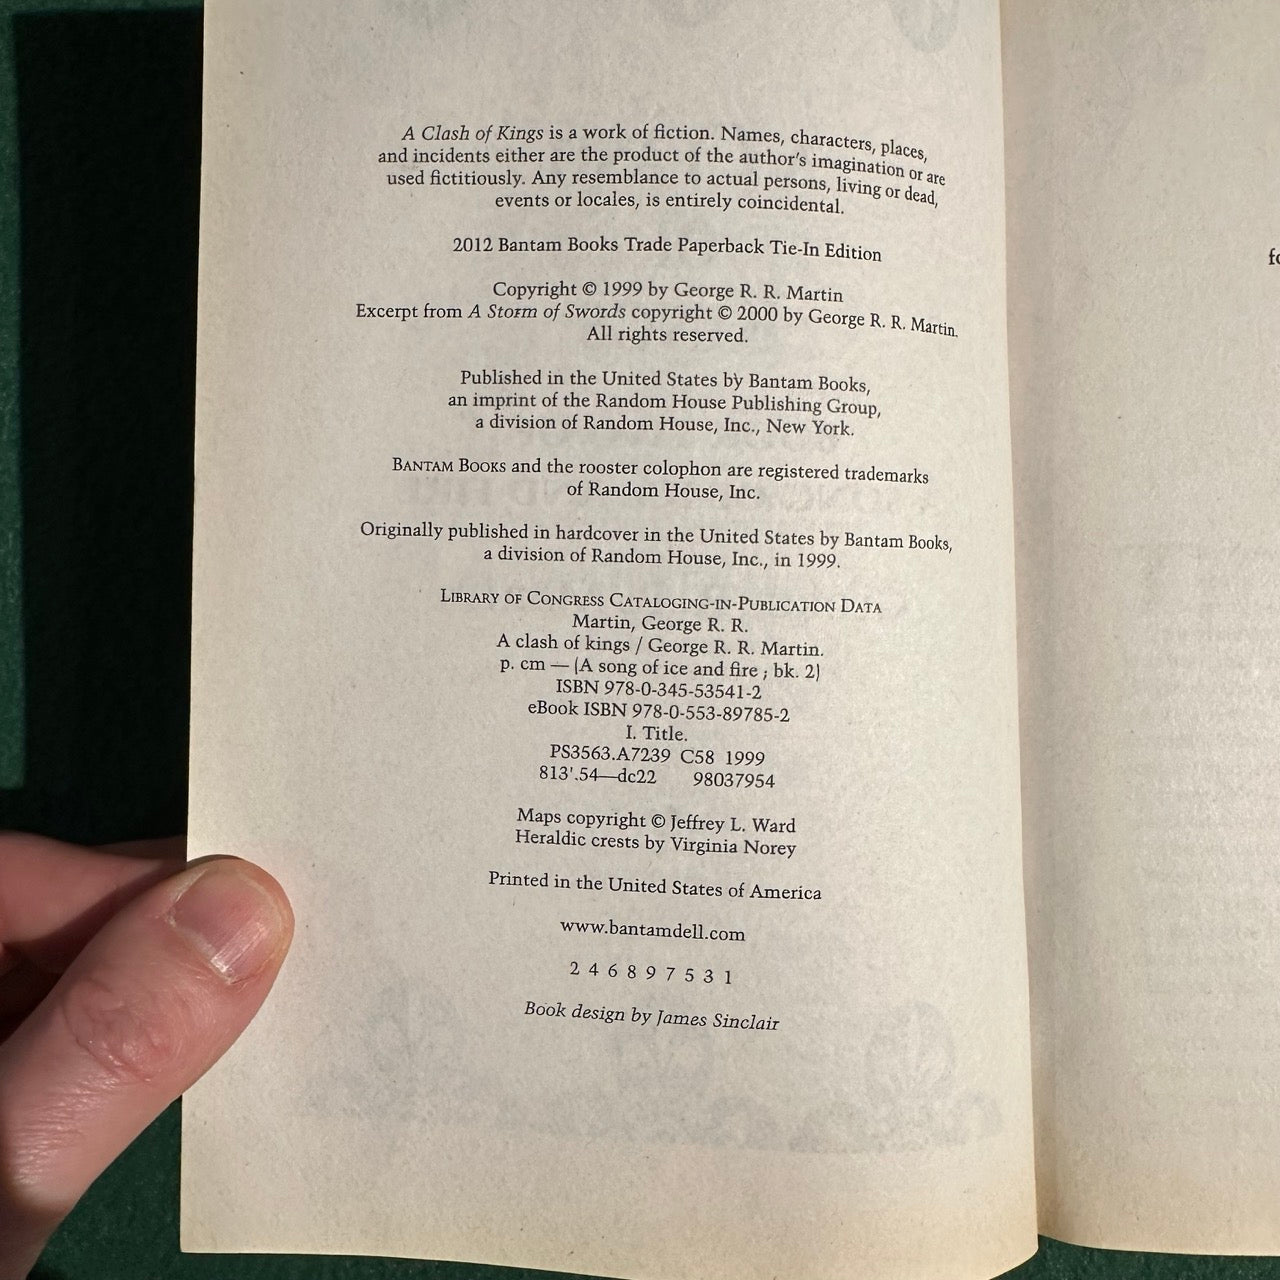 A Clash of Kings is a work of fiction. Names, characters, places,
and incidents either are the product of the author's imagination or are
used fictitiously. Any resemblance to actual persons, living or dead,
events or locales, is entirely coincidental.
2012 Bantam Books Trade Paperback Tie-In Edition
Copyright © 1999 by George R. R. Martin
Excerpt from A Storm of Swords copyright © 2000 by George R. R. Martin.
All rights reserved.
Published in the United States by Bantam Books,
an imprint of the Random House Publishing Group,
a division of Random House, Inc., New York.
BANTAM BOOKS and the rooster colophon are registered trademarks
of Random House, Inc.
Originally published in hardcover in the United States by Bantam Books,
a division of Random House, Inc., in 1999.
LIBRARY OF CONGRESS CATALOGING-IN-PUBLICATION DATA
Martin, George R. R.
A clash of kings / George R. R. Martin.
p. cm — (A song of ice and fire ; bk. 2)
ISBN 978-0-345-53541-2
eBook ISBN 978-0-553-89785-2
I. Title.
PS3563.A7239 C58 1999
813'.54—dc22 98037954
Maps copyright © Jeffrey L. Ward
Heraldic crests by Virginia Norey
Printed in the United States of America
www.bantamdell.com
2 4 6 8 9 7 5 3 1
Book design by James Sinclair